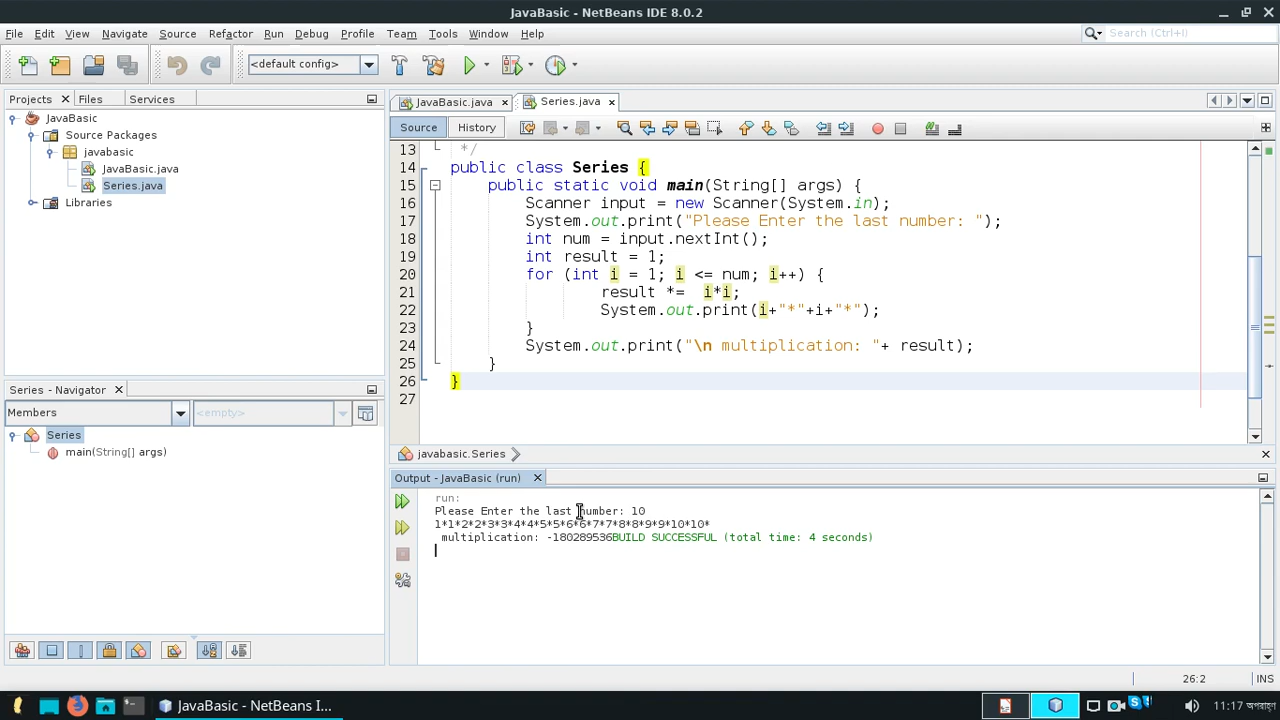 JavaBasic - NetBeans IDE 8.0.2
File Edit View Navigate Source Refactor Run Debug Profile Team Tools Window Help
Search (Ctrl+I)
<default config>
Projects Files Services
JavaBasic
Source Packages
javabasic
JavaBasic.java
Series.java
Libraries
Series - Navigator
Members
<empty>
Series
main(String[] args)
JavaBasic.java Series.java
Source History
13 */
14 public class Series {
15 public static void main(String[] args) {
16 Scanner input = new Scanner(System.in);
17 System.out.print("Please Enter the last number: ");
18 int num = input.nextInt();
19 int result = 1;
20 for (int i = 1; i <= num; i++) {
21 result *= i*i;
22 System.out.print(i+"*"+i+"*");
23 }
24 System.out.print("\n multiplication: "+ result);
25 }
26 }
27
javabasic.Series
Output - JavaBasic (run)
run:
Please Enter the last number: 10
1*1*2*2*3*3*4*4*5*5*6*6*7*7*8*8*9*9*10*10*
multiplication: -180289536BUILD SUCCESSFUL (total time: 4 seconds)
26:2 INS
JavaBasic - NetBeans I...
11:17 অপরাহ্ণ